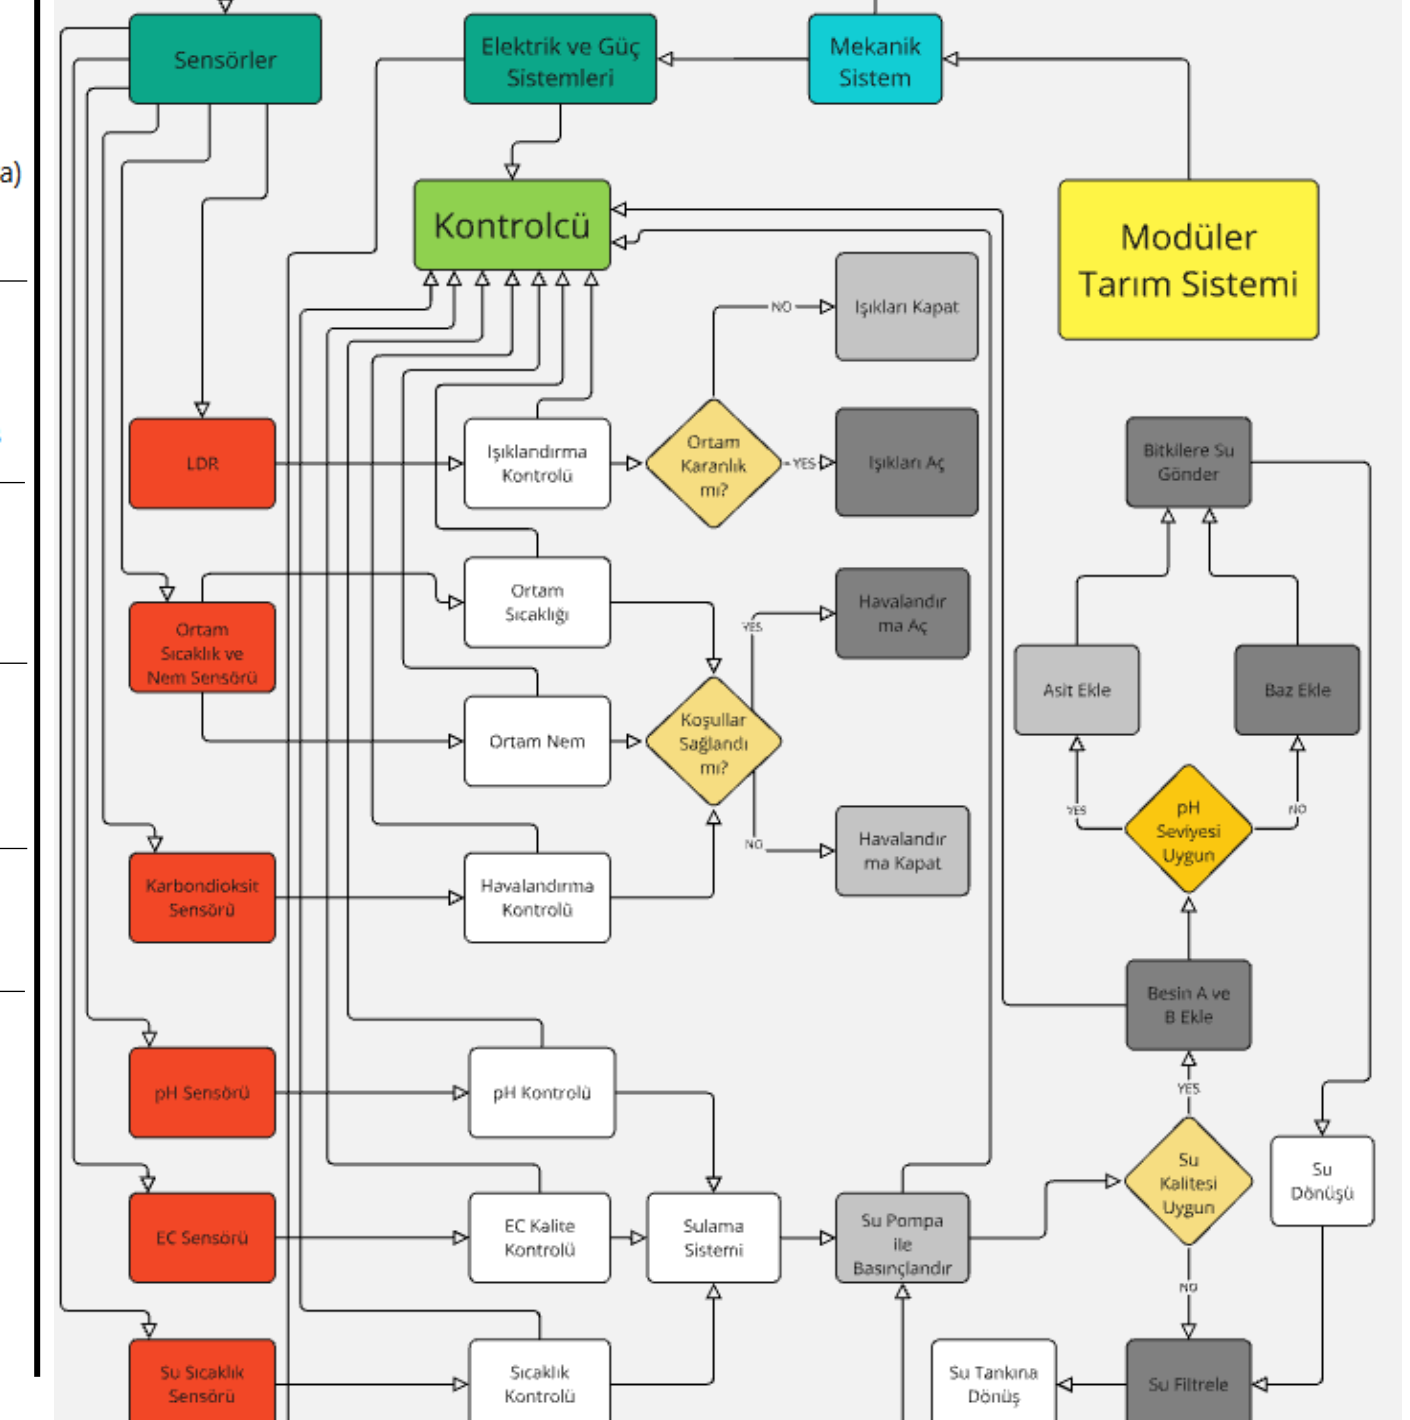 Sensörler
Elektrik ve Güç
Sistemleri
Mekanik
Sistem
a)
Kontrolcü
Modüler
Tarım Sistemi
Işıkları Kapat
NO
LDR
Işıklandırma
Kontrolü
Ortam
Karanlık
mı?
YES
Işıkları Aç
Bitkilere Su
Gönder
Ortam
Sıcaklığı
Havalandır
ma Aç
YES
Ortam
Sıcaklık ve
Nem Sensörü
Asit Ekle
Baz Ekle
Ortam Nem
Koşullar
Sağlandı
mı?
NO
Havalandır
ma Kapat
YES
pH
Seviyesi
Uygun
NO
Karbondioksit
Sensörü
Havalandırma
Kontrolü
Besin A ve
B Ekle
pH Sensörü
pH Kontrolü
YES
Su
Kalitesi
Uygun
Su
Dönüşü
EC Sensörü
EC Kalite
Kontrolü
Sulama
Sistemi
Su Pompa
ile
Basınçlandır
NO
Su Sıcaklık
Sensörü
Sıcaklık
Kontrolü
Su Tankına
Dönüş
Su Filtrele